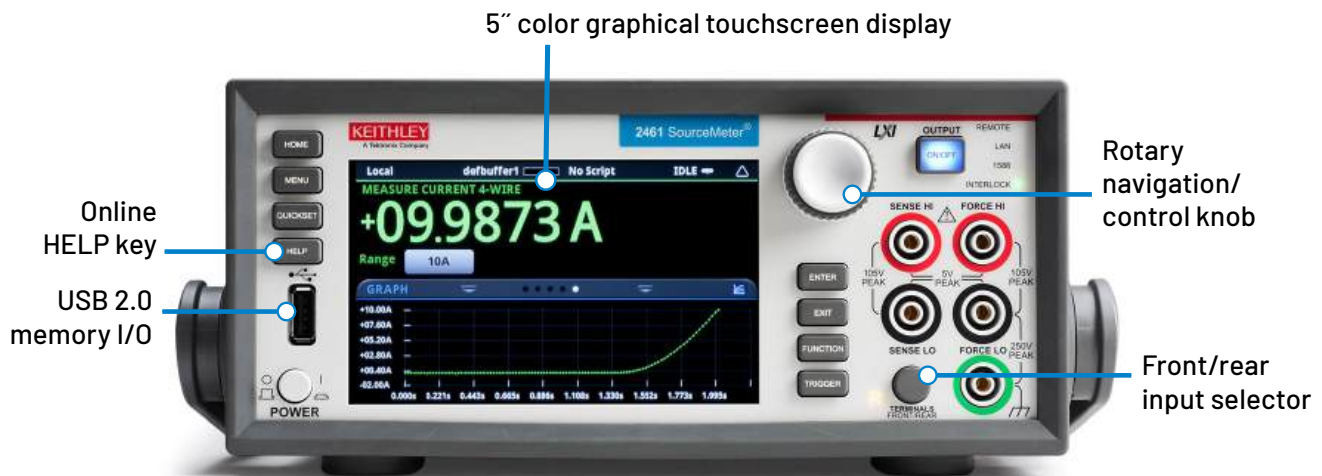 5˝ color graphical touchscreen display
KEITHLEY
A Tektronix Company
2461 SourceMeter®
LXI
OUTPUT
ON/OFF
REMOTE
LAN
1588
INTERLOCK
HOME
MENU
QUICKSET
HELP
Online
HELP key
USB 2.0
memory I/O
POWER
Local defbuffer1 No Script IDLE
MEASURE CURRENT 4-WIRE
+09.9873 A
Range 10A
GRAPH
+10.00A
+07.60A
+05.20A
+02.80A
+00.40A
-02.00A
0.000s 0.221s 0.443s 0.665s 0.886s 1.108s 1.330s 1.552s 1.773s 1.995s
Rotary
navigation/
control knob
SENSE HI FORCE HI
105V
PEAK
5V
PEAK
105V
PEAK
SENSE LO FORCE LO
250V
PEAK
ENTER
EXIT
FUNCTION
TRIGGER
TERMINALS
FRONT/REAR
Front/rear
input selector